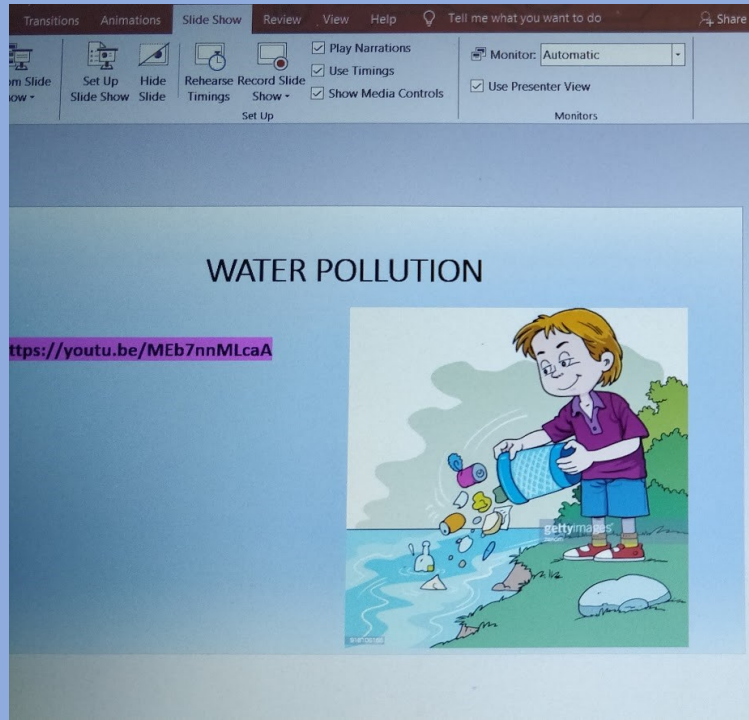 Transitions Animations Slide Show Review View Help Tell me what you want to do Share
Play Narrations
Use Timings
Show Media Controls
om Slide
ow
Set Up
Slide Show
Hide
Slide
Rehearse
Timings
Record Slide
Show
Set Up
Monitor: Automatic
Use Presenter View
Monitors
WATER POLLUTION
ttps://youtu.be/MEb7nnMLcaA
gettyimages